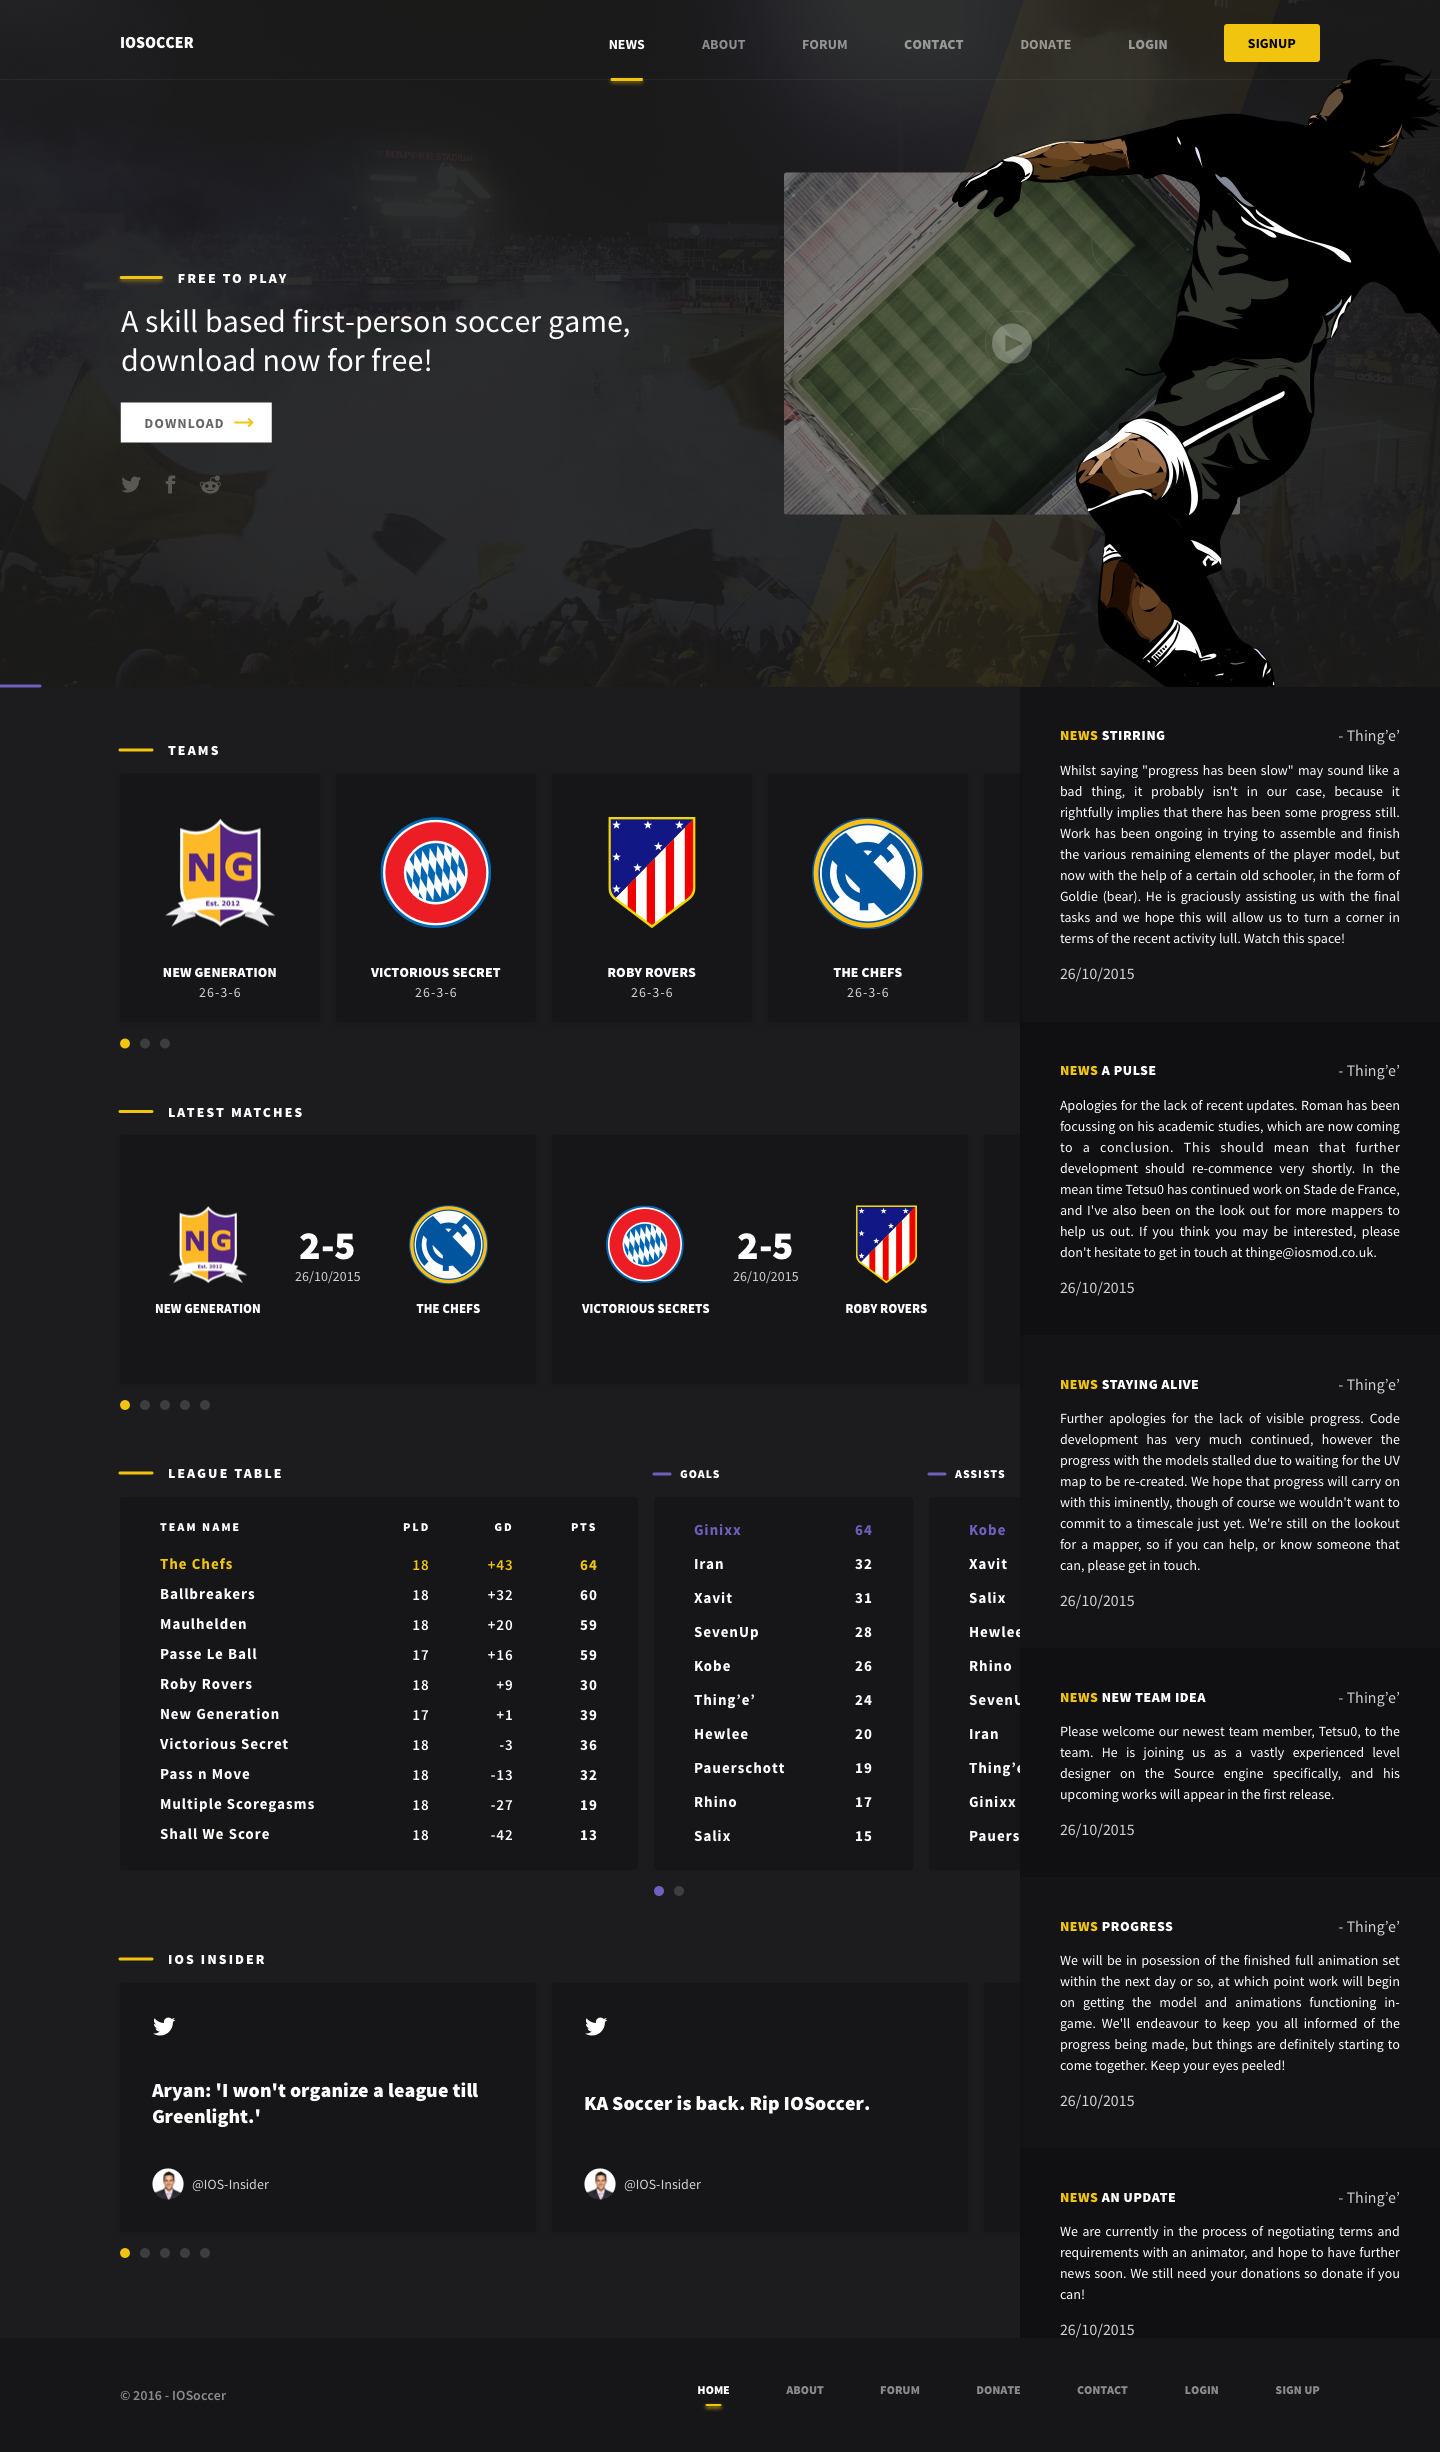 IOSOCCER
NEWS ABOUT FORUM CONTACT DONATE LOGIN SIGNUP
MAPFRE STADIUM
FREE TO PLAY
A skill based first-person soccer game,
download now for free!
DOWNLOAD
adidas
TEAMS
NG
Est. 2012
NEW GENERATION
26-3-6
VICTORIOUS SECRET
26-3-6
ROBY ROVERS
26-3-6
THE CHEFS
26-3-6
LATEST MATCHES
NG
Est. 2012
NEW GENERATION
2-5
26/10/2015
THE CHEFS
VICTORIOUS SECRETS
2-5
26/10/2015
ROBY ROVERS
LEAGUE TABLE
TEAM NAME PLD GD PTS
The Chefs 18 +43 64
Ballbreakers 18 +32 60
Maulhelden 18 +20 59
Passe Le Ball 17 +16 59
Roby Rovers 18 +9 30
New Generation 17 +1 39
Victorious Secret 18 -3 36
Pass n Move 18 -13 32
Multiple Scoregasms 18 -27 19
Shall We Score 18 -42 13
GOALS
Ginixx 64
Iran 32
Xavit 31
SevenUp 28
Kobe 26
Thing’e’ 24
Hewlee 20
Pauerschott 19
Rhino 17
Salix 15
ASSISTS
Kobe
Xavit
Salix
Hewlee
Rhino
SevenU
Iran
Thing’e
Ginixx
Pauers
IOS INSIDER
Aryan: 'I won't organize a league till
Greenlight.'
@IOS-Insider
KA Soccer is back. Rip IOSoccer.
@IOS-Insider
NEWS STIRRING - Thing’e’
Whilst saying "progress has been slow" may sound like a
bad thing, it probably isn't in our case, because it
rightfully implies that there has been some progress still.
Work has been ongoing in trying to assemble and finish
the various remaining elements of the player model, but
now with the help of a certain old schooler, in the form of
Goldie (bear). He is graciously assisting us with the final
tasks and we hope this will allow us to turn a corner in
terms of the recent activity lull. Watch this space!
26/10/2015
NEWS A PULSE - Thing’e’
Apologies for the lack of recent updates. Roman has been
focussing on his academic studies, which are now coming
to a conclusion. This should mean that further
development should re-commence very shortly. In the
mean time Tetsu0 has continued work on Stade de France,
and I've also been on the look out for more mappers to
help us out. If you think you may be interested, please
don't hesitate to get in touch at thinge@iosmod.co.uk.
26/10/2015
NEWS STAYING ALIVE - Thing’e’
Further apologies for the lack of visible progress. Code
development has very much continued, however the
progress with the models stalled due to waiting for the UV
map to be re-created. We hope that progress will carry on
with this iminently, though of course we wouldn't want to
commit to a timescale just yet. We're still on the lookout
for a mapper, so if you can help, or know someone that
can, please get in touch.
26/10/2015
NEWS NEW TEAM IDEA - Thing’e’
Please welcome our newest team member, Tetsu0, to the
team. He is joining us as a vastly experienced level
designer on the Source engine specifically, and his
upcoming works will appear in the first release.
26/10/2015
NEWS PROGRESS - Thing’e’
We will be in posession of the finished full animation set
within the next day or so, at which point work will begin
on getting the model and animations functioning in-
game. We'll endeavour to keep you all informed of the
progress being made, but things are definitely starting to
come together. Keep your eyes peeled!
26/10/2015
NEWS AN UPDATE - Thing’e’
We are currently in the process of negotiating terms and
requirements with an animator, and hope to have further
news soon. We still need your donations so donate if you
can!
26/10/2015
© 2016 - IOSoccer
HOME ABOUT FORUM DONATE CONTACT LOGIN SIGN UP